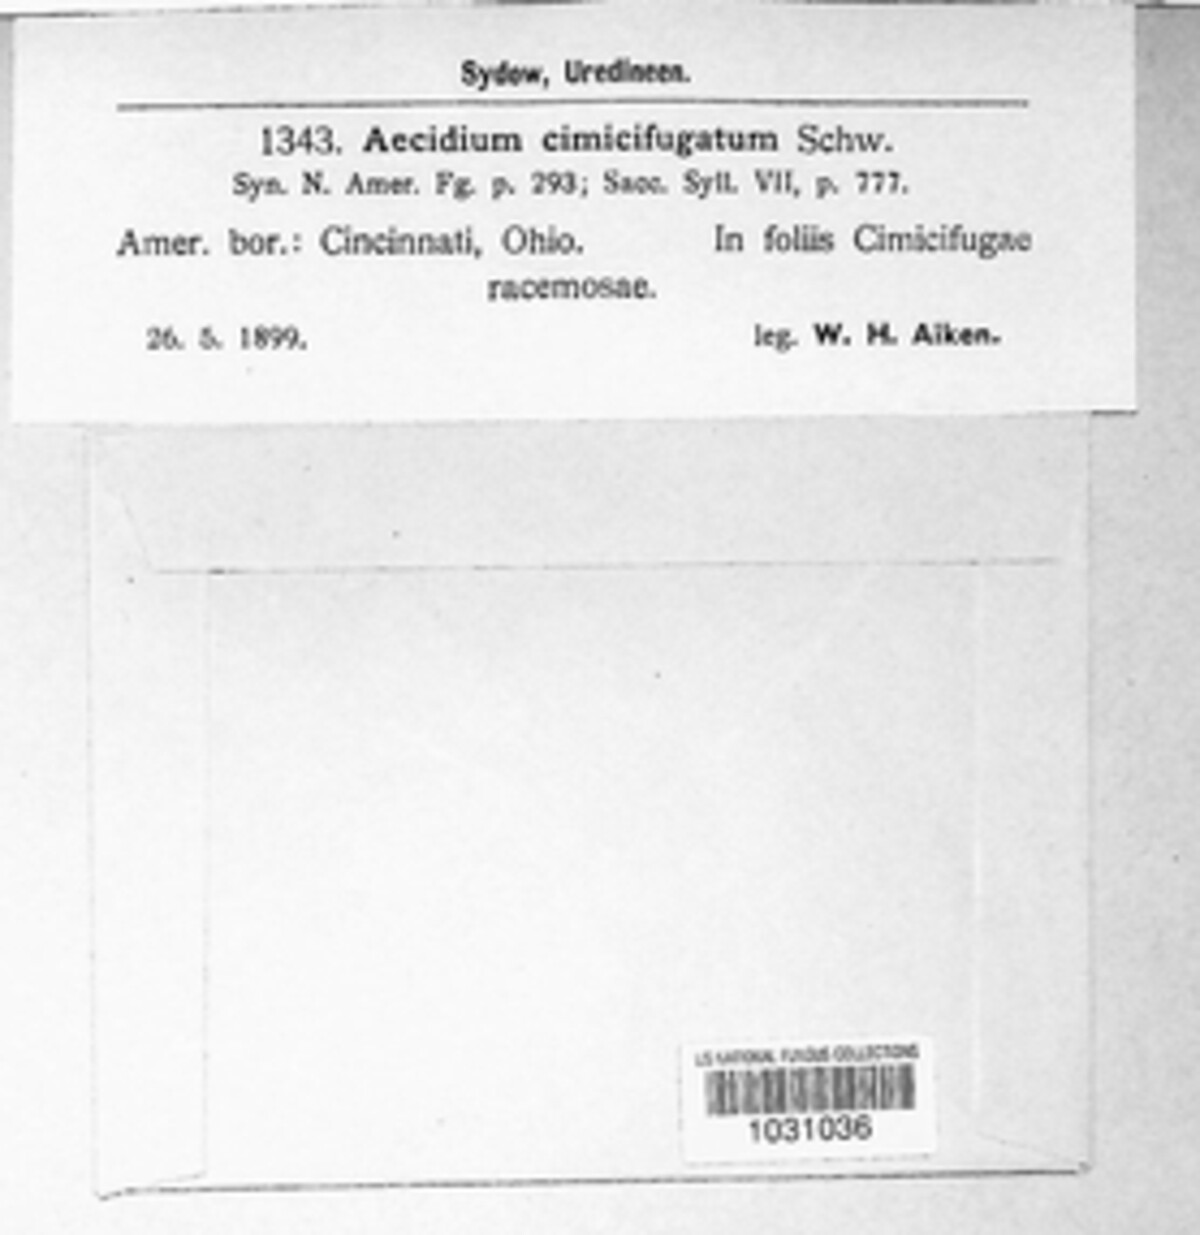 Sydow, Uredineen.
1343. Aecidium cimicifugatum Schw.
Syn. N. Amer. Fg. p. 293; Sacc. Syll. VII, p. 777.
Amer. bor.: Cincinnati, Ohio. In foliis Cimicifugae
racemosae.
26. 5. 1899. leg. W. H. Aiken.
US NATIONAL FUNGUS COLLECTIONS
1031036